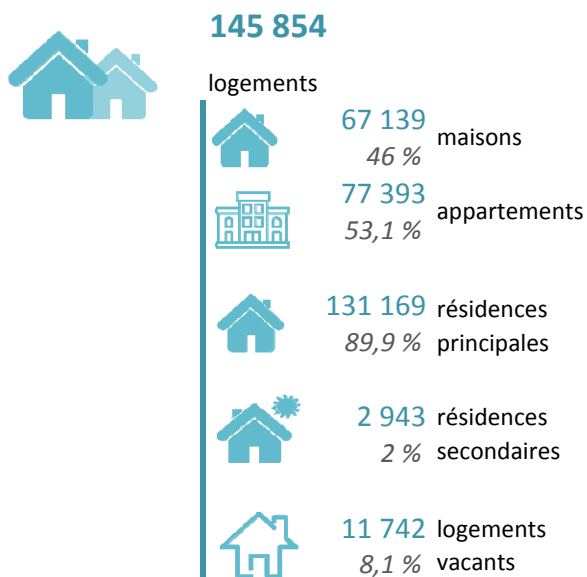 145 854
logements
67 139
46 %
maisons
77 393
53,1 %
appartements
131 169 résidences
89,9 % principales
2 943 résidences
2 % secondaires
11 742 logements
8,1 % vacants